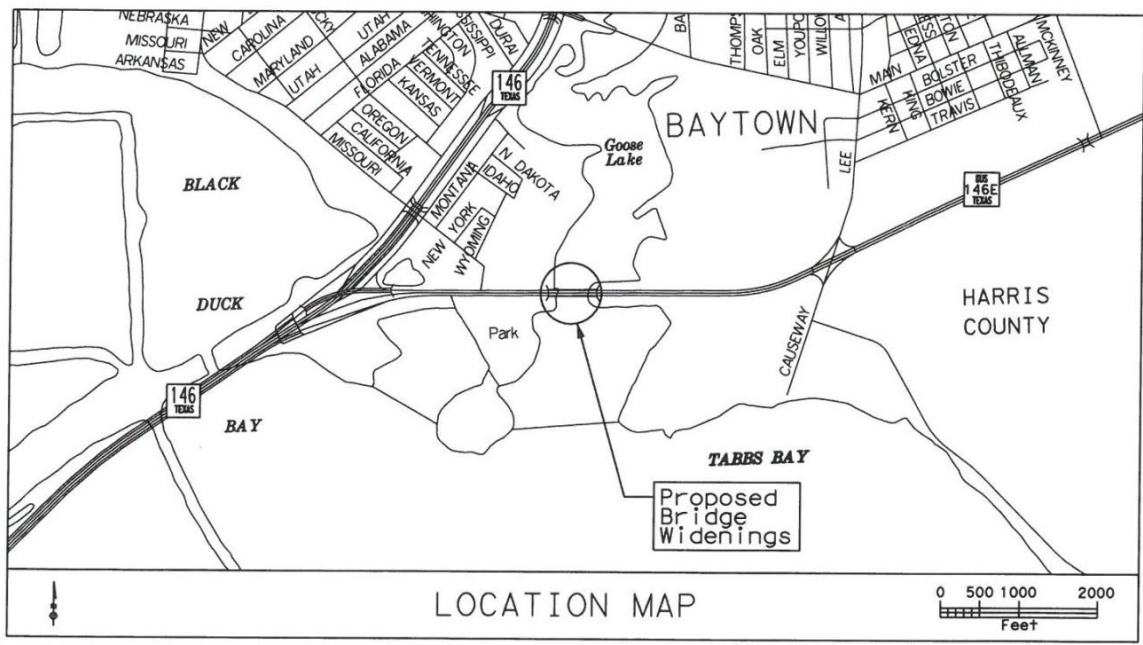 NEBRASKA
MISSOURI
ARKANSAS
NEW
CAROLINA
MARYLAND
UTAH
UTAH
ALABAMA
FLORIDA
TENNESSEE
VERMONT
KANSAS
OREGON
CALIFORNIA
MISSOURI
146
TEXAS
N DAKOTA
IDAHO
MONTANA
NEW YORK
WYOMING
Goose
Lake
BAYTOWN
OAK
ELM
MAIN
KERN
KING
BOLSTER
BOWIE
TRAVIS
THIBODEAUX
AULMAN
MCKINNEY
LEE
BUS
146E
TEXAS
BLACK
DUCK
BAY
146
TEXAS
Park
CAUSEWAY
HARRIS
COUNTY
TABBS BAY
Proposed
Bridge
Widenings
LOCATION MAP
0 500 1000 2000
Feet